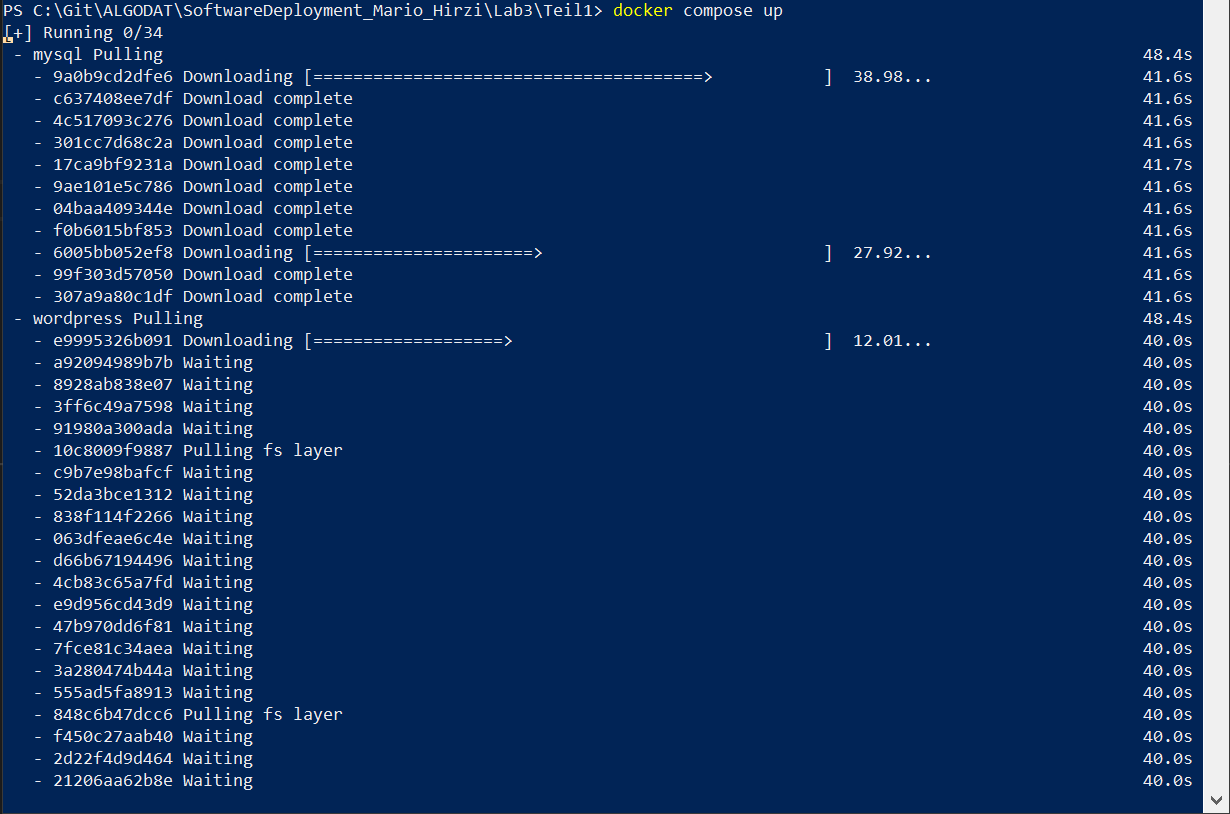 PS C:\Git\ALGODAT\SoftwareDeployment_Mario_Hirzi\Lab3\Teil1> docker compose up
[+] Running 0/34
- mysql Pulling 48.4s
- 9a0b9cd2dfe6 Downloading [=======================================> ] 38.98... 41.6s
- c637408ee7df Download complete 41.6s
- 4c517093c276 Download complete 41.6s
- 301cc7d68c2a Download complete 41.6s
- 17ca9bf9231a Download complete 41.7s
- 9ae101e5c786 Download complete 41.6s
- 04baa409344e Download complete 41.6s
- f0b6015bf853 Download complete 41.6s
- 6005bb052ef8 Downloading [======================> ] 27.92... 41.6s
- 99f303d57050 Download complete 41.6s
- 307a9a80c1df Download complete 41.6s
- wordpress Pulling 48.4s
- e9995326b091 Downloading [===================> ] 12.01... 40.0s
- a92094989b7b Waiting 40.0s
- 8928ab838e07 Waiting 40.0s
- 3ff6c49a7598 Waiting 40.0s
- 91980a300ada Waiting 40.0s
- 10c8009f9887 Pulling fs layer 40.0s
- c9b7e98bafcf Waiting 40.0s
- 52da3bce1312 Waiting 40.0s
- 838f114f2266 Waiting 40.0s
- 063dfeae6c4e Waiting 40.0s
- d66b67194496 Waiting 40.0s
- 4cb83c65a7fd Waiting 40.0s
- e9d956cd43d9 Waiting 40.0s
- 47b970dd6f81 Waiting 40.0s
- 7fce81c34aea Waiting 40.0s
- 3a280474b44a Waiting 40.0s
- 555ad5fa8913 Waiting 40.0s
- 848c6b47dcc6 Pulling fs layer 40.0s
- f450c27aab40 Waiting 40.0s
- 2d22f4d9d464 Waiting 40.0s
- 21206aa62b8e Waiting 40.0s